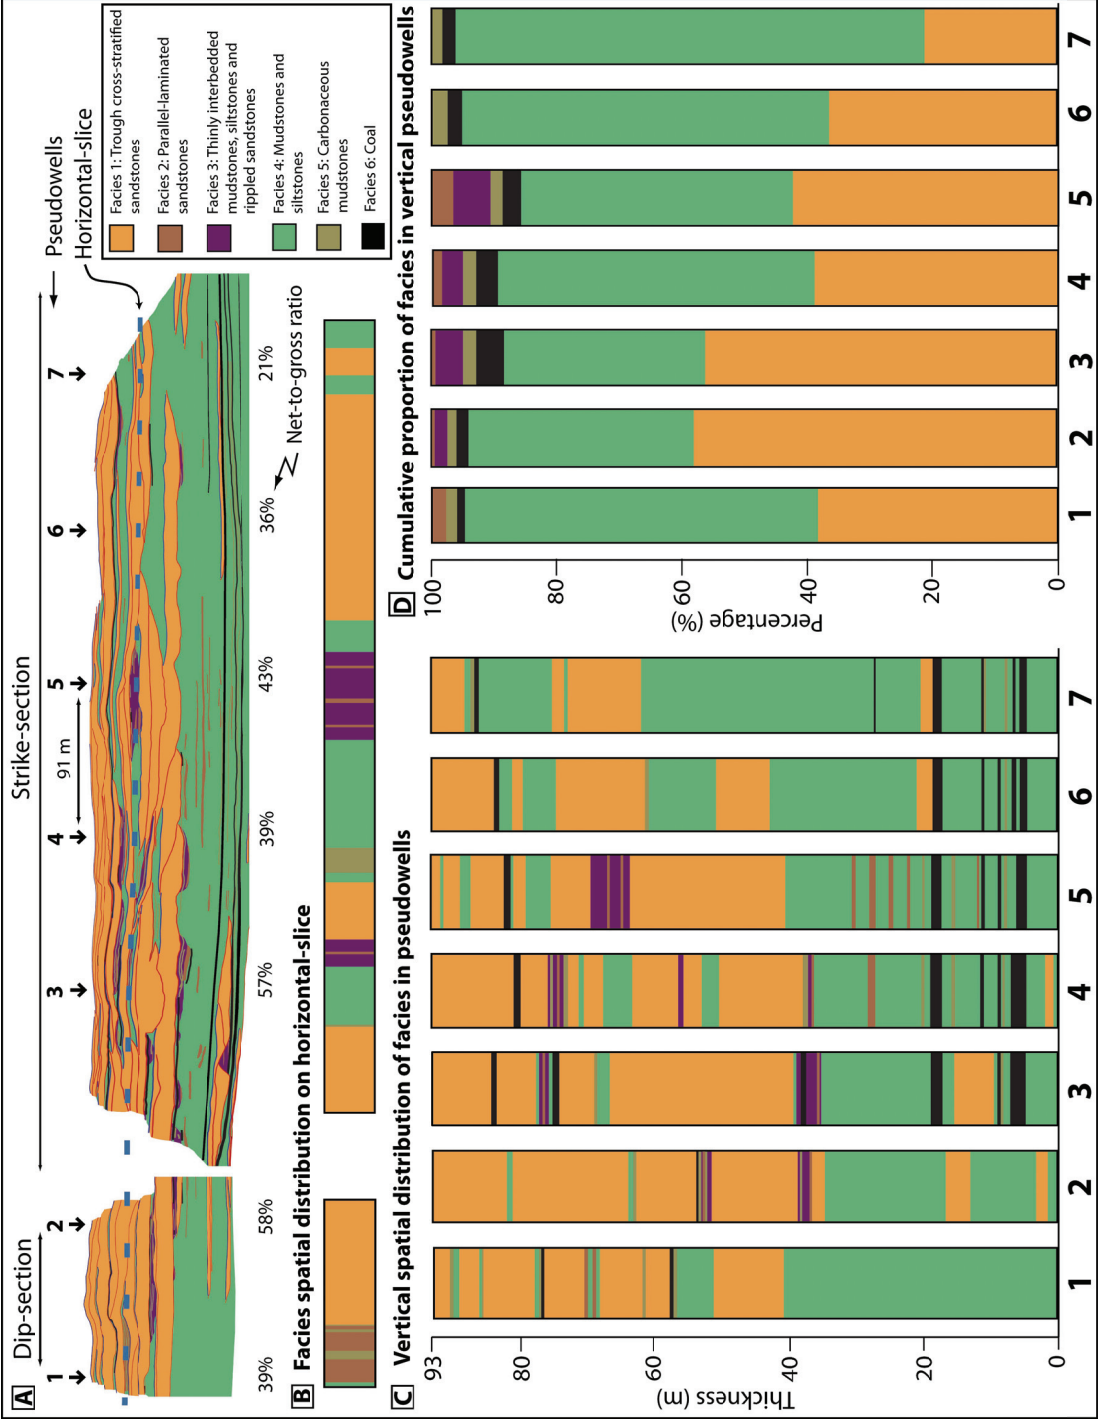 A
Dip-section
Strike-section
Pseudowells
Horizontal-slice
1
2
3
4
5
6
7
91 m
39%
58%
57%
39%
43%
36%
21%
Net-to-gross ratio
Facies 1: Trough cross-stratified
sandstones
Facies 2: Parallel-laminated
sandstones
Facies 3: Thinly interbedded
mudstones, siltstones and
rippled sandstones
Facies 4: Mudstones and
siltstones
Facies 5: Carbonaceous
mudstones
Facies 6: Coal
B Facies spatial distribution on horizontal-slice
C Vertical spatial distribution of facies in pseudowells
Thickness (m)
93
80
60
40
20
0
1
2
3
4
5
6
7
D Cumulative proportion of facies in vertical pseudowells
Percentage (%)
100
80
60
40
20
0
1
2
3
4
5
6
7